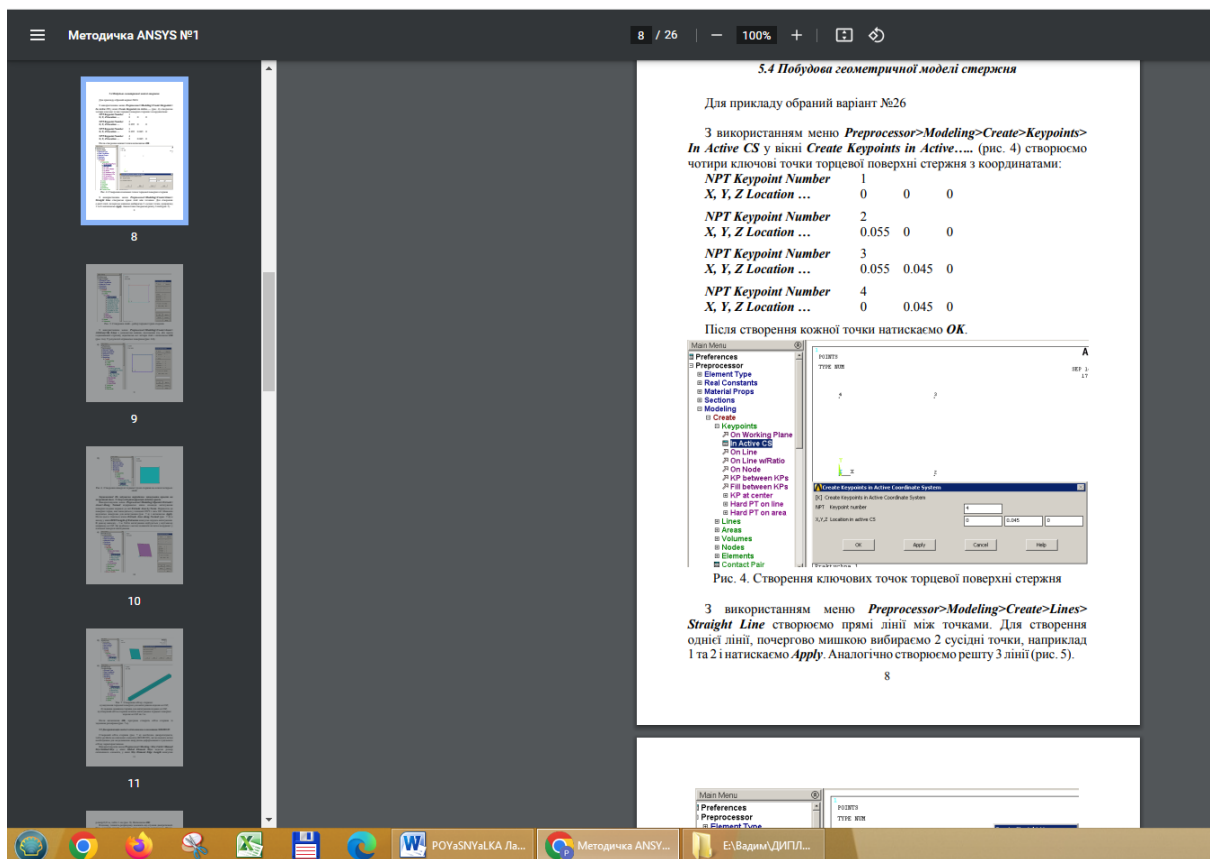 Методичка ANSYS №1
8 / 26
100%
8
9
10
11
5.4 Побудова геометричної моделі стержня
Для прикладу обраний варіант №26
З використанням меню Preprocessor>Modeling>Create>Keypoints>
In Active CS у вікні Create Keypoints in Active….. (рис. 4) створюємо
чотири ключові точки торцевої поверхні стержня з координатами:
NPT Keypoint Number 1
X, Y, Z Location … 0 0 0
NPT Keypoint Number 2
X, Y, Z Location … 0.055 0 0
NPT Keypoint Number 3
X, Y, Z Location … 0.055 0.045 0
NPT Keypoint Number 4
X, Y, Z Location … 0 0.045 0
Після створення кожної точки натискаємо OK.
Main Menu
Preferences
Preprocessor
Element Type
Real Constants
Material Props
Sections
Modeling
Create
Keypoints
On Working Plane
In Active CS
On Line
On Line w/Ratio
On Node
KP between KPs
Fill between KPs
KP at center
Hard PT on line
Hard PT on area
Lines
Areas
Volumes
Nodes
Elements
Contact Pair
POINTS
TYPE NUM
A
SEP 1
17
Create Keypoints in Active Coordinate System
[K] Create Keypoints in Active Coordinate System
NPT Keypoint number 4
X,Y,Z Location in active CS 0 0.045 0
OK Apply Cancel Help
Рис. 4. Створення ключових точок торцевої поверхні стержня
З використанням меню Preprocessor>Modeling>Create>Lines>
Straight Line створюємо прямі лінії між точками. Для створення
однієї лінії, почергово мишкою вибираємо 2 сусідні точки, наприклад
1 та 2 і натискаємо Apply. Аналогічно створюємо решту 3 лінії (рис. 5).
8
Main Menu
Preferences
Preprocessor
Element Type
POINTS
TYPE NUM
POYaSNYaLKA Ла...
Методичка ANSY...
E:\Вадим\ДИПЛ...